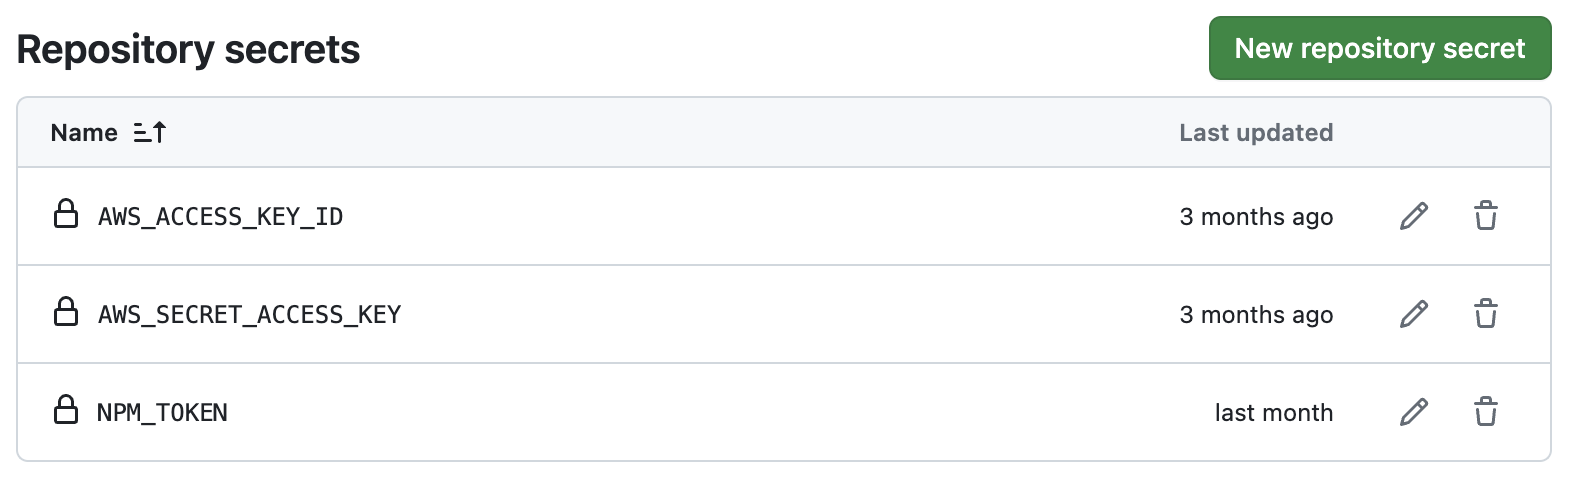 Repository secrets
New repository secret
Name
Last updated
AWS_ACCESS_KEY_ID
3 months ago
AWS_SECRET_ACCESS_KEY
3 months ago
NPM_TOKEN
last month